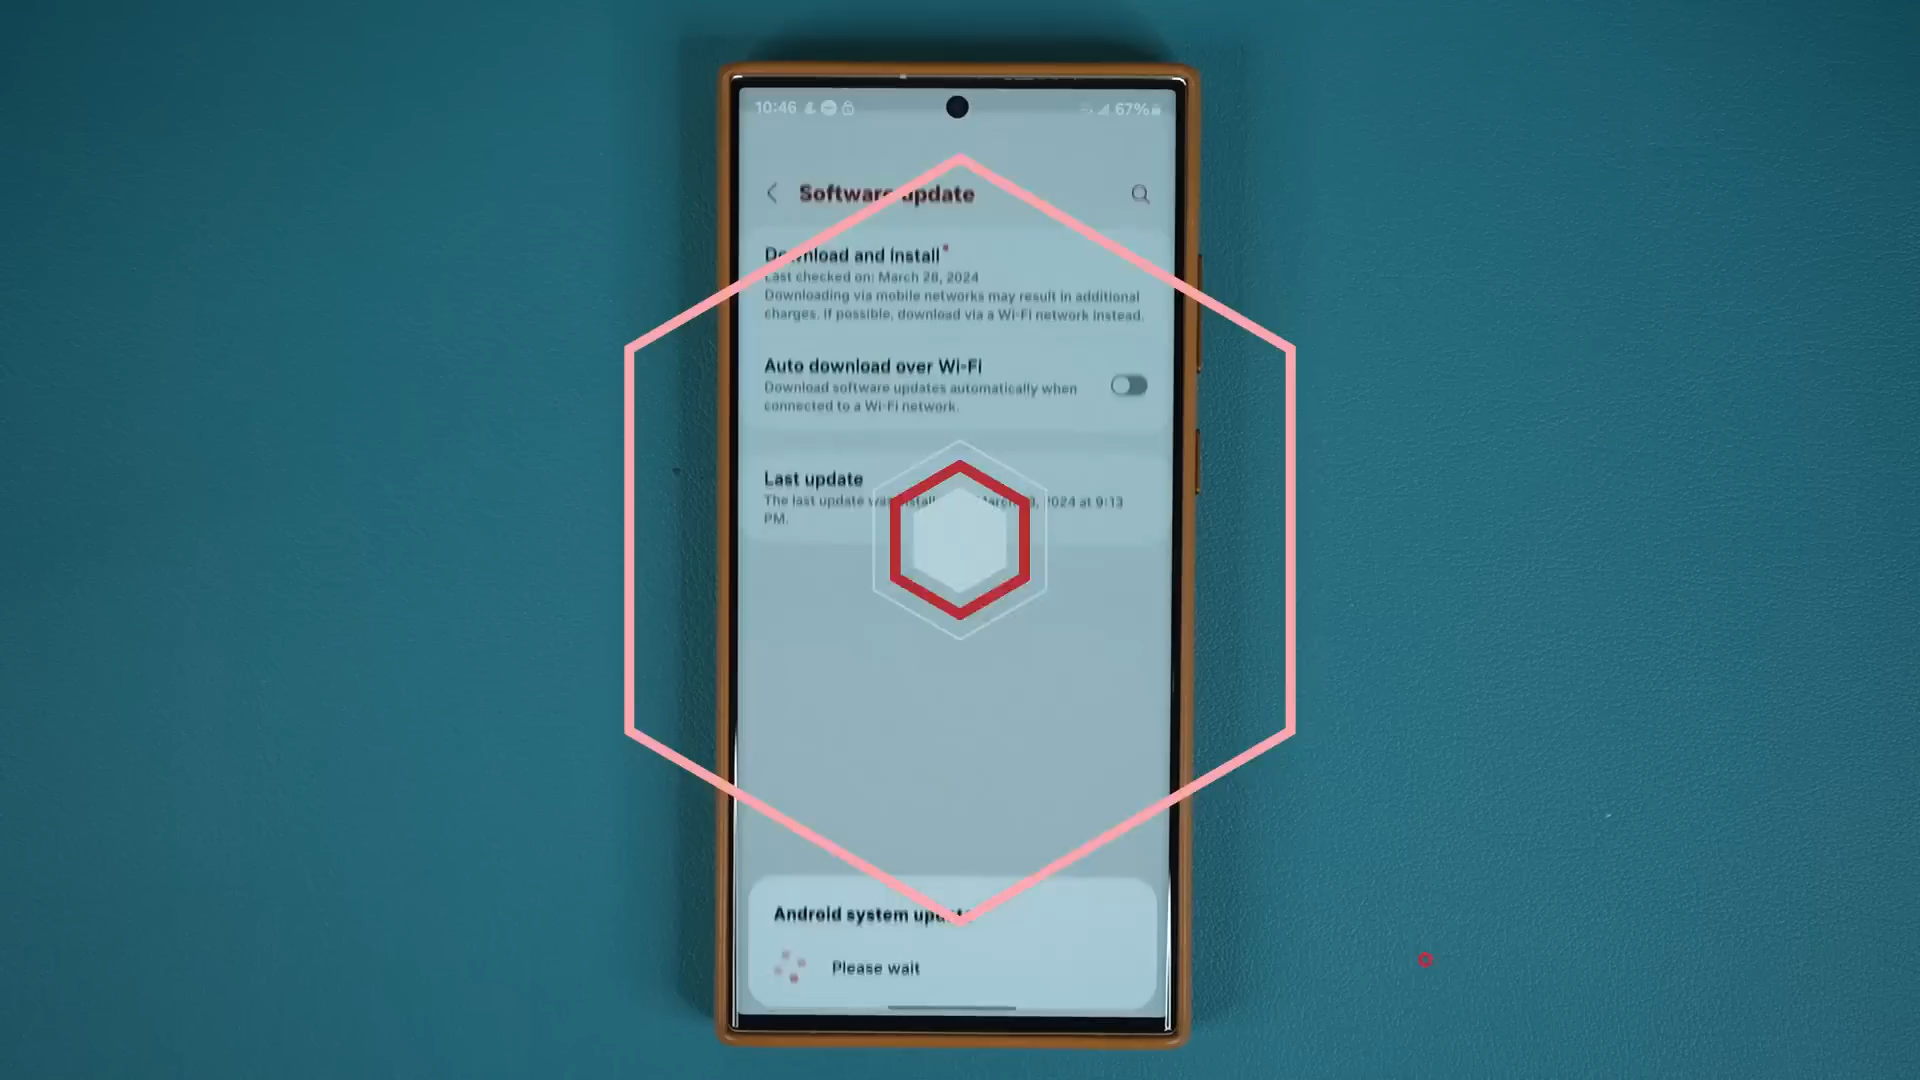 10:46
67%
Software update
Download and install
Last checked on: March 28, 2024
Downloading via mobile networks may result in additional
charges. If possible, download via a Wi-Fi network instead.
Auto download over Wi-Fi
Download software updates automatically when
connected to a Wi-Fi network.
Last update
The last update was 2024 at 9:13
PM.
Android system update
Please wait